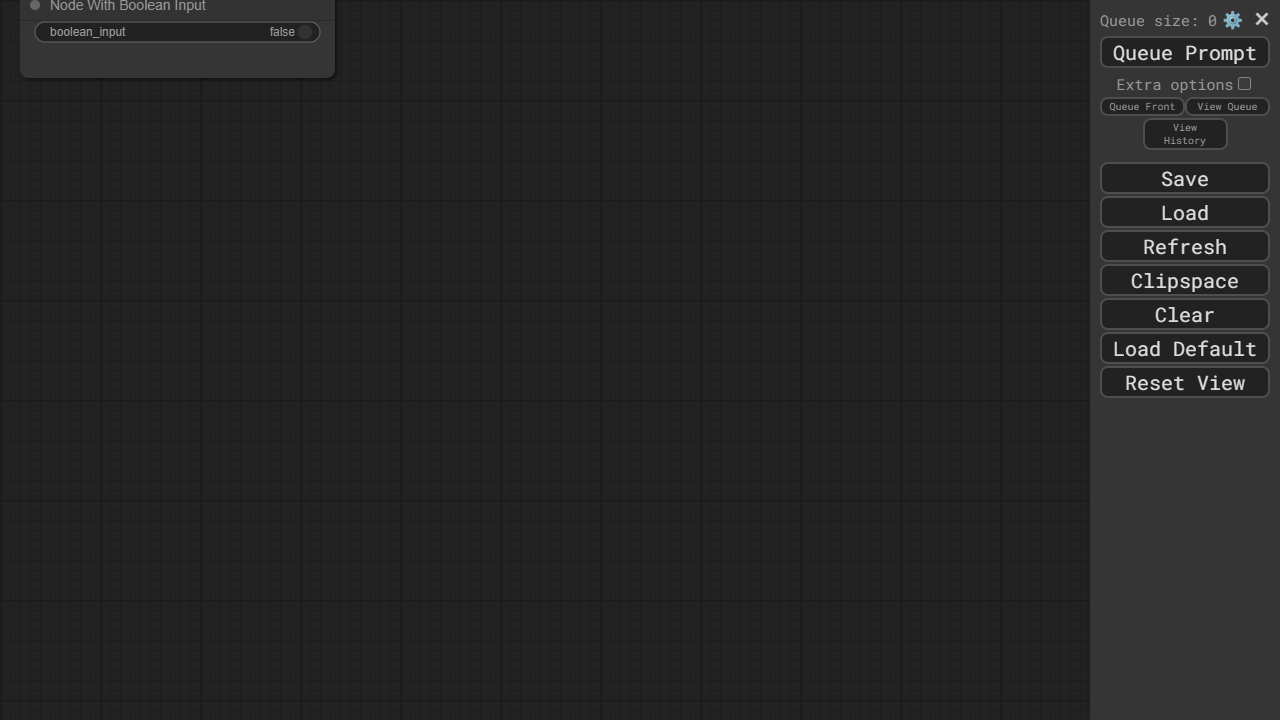 Node With Boolean Input
boolean_input false
Queue size: 0
Queue Prompt
Extra options
Queue Front View Queue
View
History
Save
Load
Refresh
Clipspace
Clear
Load Default
Reset View